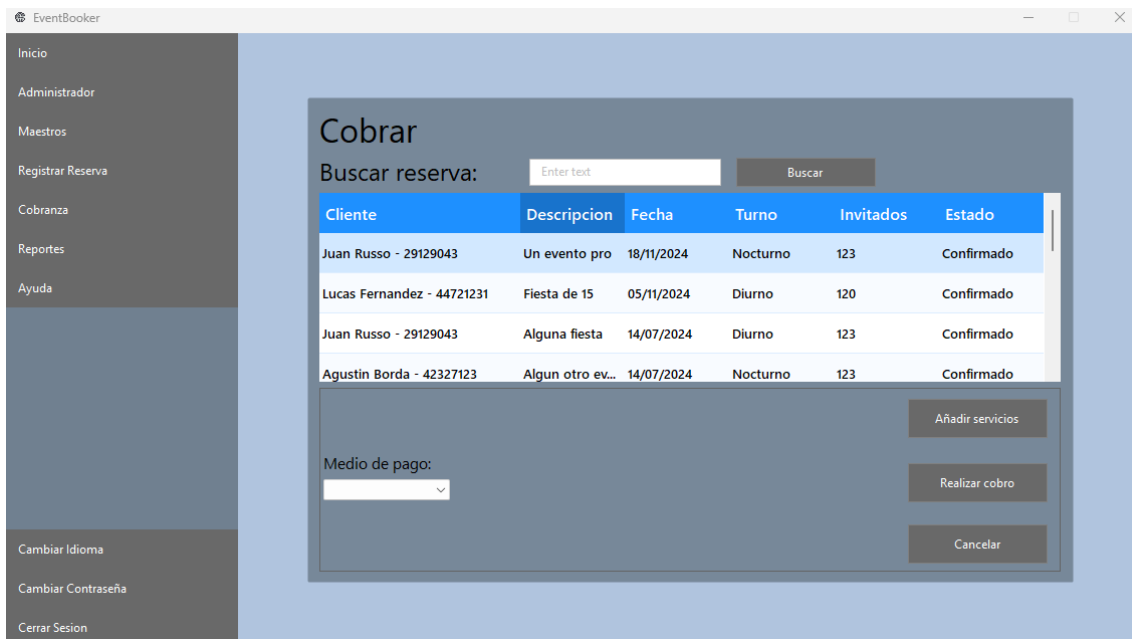 EventBooker
Inicio
Administrador
Maestros
Registrar Reserva
Cobranza
Reportes
Ayuda
Cambiar Idioma
Cambiar Contraseña
Cerrar Sesion
Cobrar
Buscar reserva: Enter text Buscar
Cliente Descripcion Fecha Turno Invitados Estado
Juan Russo - 29129043 Un evento pro 18/11/2024 Nocturno 123 Confirmado
Lucas Fernandez - 44721231 Fiesta de 15 05/11/2024 Diurno 120 Confirmado
Juan Russo - 29129043 Alguna fiesta 14/07/2024 Diurno 123 Confirmado
Agustin Borda - 42327123 Algun otro ev... 14/07/2024 Nocturno 123 Confirmado
Añadir servicios
Medio de pago:
Realizar cobro
Cancelar